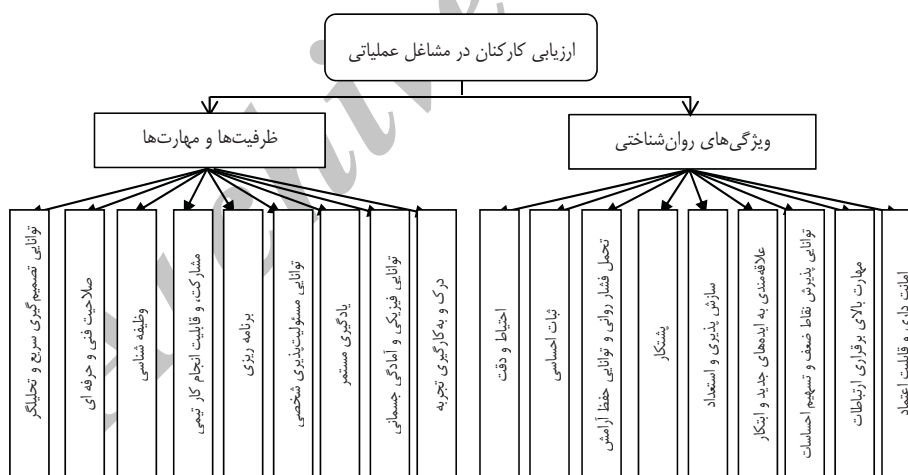 ارزیابی کارکنان در مشاغل عملیاتی
ویژگی‌های روان‌شناختی
ظرفیت‌ها و مهارت‌ها
امانت داری و قابلیت اعتماد
مهارت بالای برقراری ارتباطات
توانایی پذیرش نقاط ضعف و تسهیم احساسات
علاقه‌مندی به ایده‌های جدید و ابتکار
سازش پذیری و استعداد
پشتکار
تحمل فشار روانی و توانایی حفظ آرامش
ثبات احساسی
احتیاط و دقت
درک و به‌کارگیری تجربه
توانایی فیزیکی و آمادگی جسمانی
یادگیری مستمر
توانایی مسئولیت‌پذیری شخصی
برنامه ریزی
مشارکت، و قابلیت انجام کار تیمی
وظیفه شناسی
صلاحیت فنی و حرفه ای
توانایی تصمیم گیری سریع و تحلیلگر